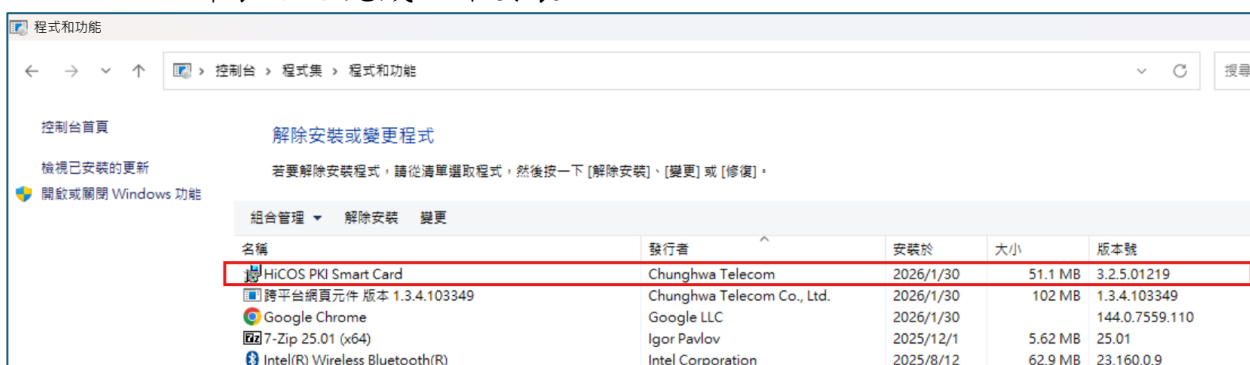 程式和功能
控制台 > 程式集 > 程式和功能
搜尋
控制台首頁
解除安裝或變更程式
檢視已安裝的更新
若要解除安裝程式,請從清單選取程式,然後按一下 [解除安裝]、[變更] 或 [修復]。
開啟或關閉 Windows 功能
組合管理 解除安裝 變更
名稱 發行者 安裝於 大小 版本號
HiCOS PKI Smart Card Chunghwa Telecom 2026/1/30 51.1 MB 3.2.5.01219
跨平台網頁元件 版本 1.3.4.103349 Chunghwa Telecom Co., Ltd. 2026/1/30 102 MB 1.3.4.103349
Google Chrome Google LLC 2026/1/30 144.0.7559.110
7-Zip 25.01 (x64) Igor Pavlov 2025/12/1 5.62 MB 25.01
Intel(R) Wireless Bluetooth(R) Intel Corporation 2025/8/12 62.9 MB 23.160.0.9